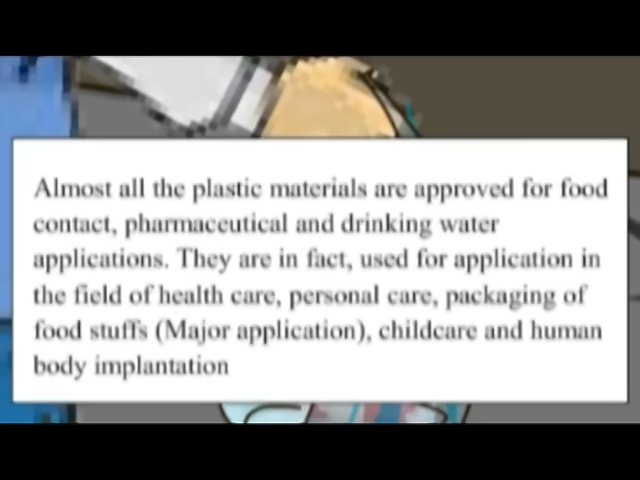 Almost all the plastic materials are approved for food
contact, pharmaceutical and drinking water
applications. They are in fact, used for application in
the field of health care, personal care, packaging of
food stuffs (Major application), childcare and human
body implantation